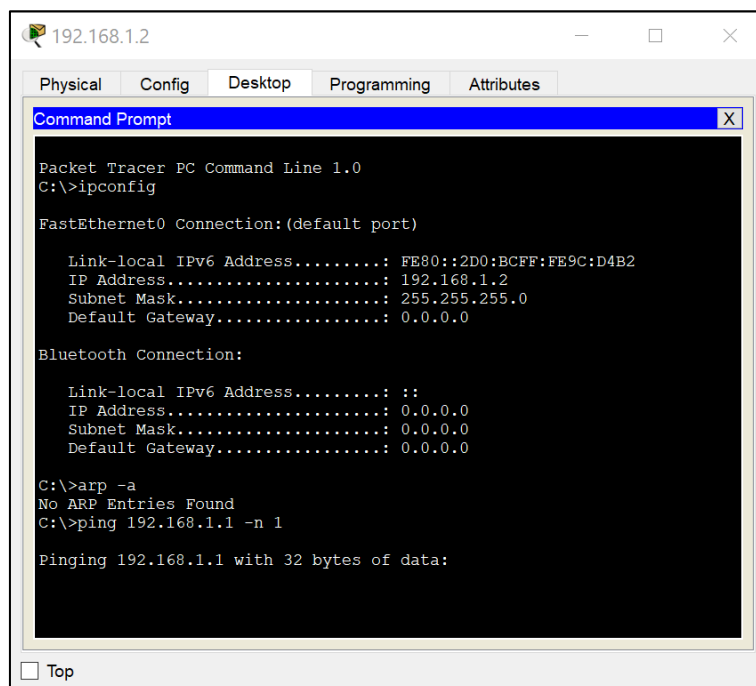 192.168.1.2
Physical Config Desktop Programming Attributes
Command Prompt X
Packet Tracer PC Command Line 1.0
C:\>ipconfig
FastEthernet0 Connection:(default port)
Link-local IPv6 Address.........: FE80::2D0:BCFF:FE9C:D4B2
IP Address......................: 192.168.1.2
Subnet Mask.....................: 255.255.255.0
Default Gateway.................: 0.0.0.0
Bluetooth Connection:
Link-local IPv6 Address.........: ::
IP Address......................: 0.0.0.0
Subnet Mask.....................: 0.0.0.0
Default Gateway.................: 0.0.0.0
C:\>arp -a
No ARP Entries Found
C:\>ping 192.168.1.1 -n 1
Pinging 192.168.1.1 with 32 bytes of data:
Top